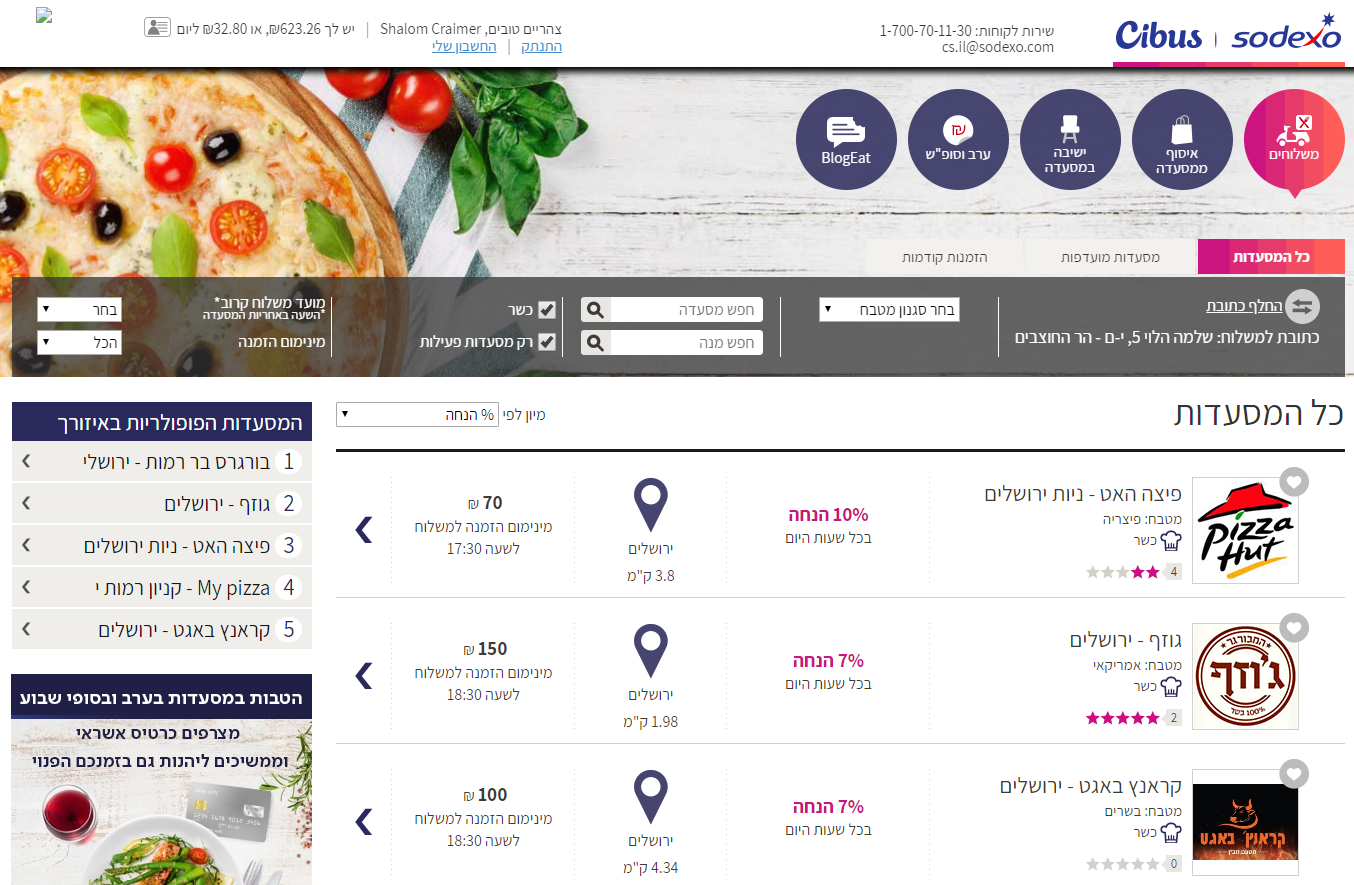 Cibus | sodexo
שירות לקוחות: 1-700-70-11-30
cs.il@sodexo.com
צהריים טובים, Shalom Craimer | יש לך ₪623.26, או ₪32.80 ליום
התנתק | החשבון שלי
משלוחים
איסוף
ממסעדה
ישיבה
במסעדה
ערב וסופ"ש
BlogEat
כל המסעדות
מסעדות מועדפות
הזמנות קודמות
החלף כתובת
כתובת למשלוח: שלמה הלוי 5, י-ם - הר החוצבים
בחר סגנון מטבח
חפש מסעדה
חפש מנה
כשר
רק מסעדות פעילות
מועד משלוח קרוב*
*השעה באחריות המסעדה
בחר
מינימום הזמנה
הכל
כל המסעדות
מיון לפי % הנחה
Pizza
Hut
פיצה האט - ניות ירושלים
מטבח: פיצריה
כשר
4
10% הנחה
בכל שעות היום
ירושלים
3.8 ק"מ
70 ₪
מינימום הזמנה למשלוח
לשעה 17:30
המבורגר
ג'וזף
100% בשר
גוזף - ירושלים
מטבח: אמריקאי
כשר
2
7% הנחה
בכל שעות היום
ירושלים
1.98 ק"מ
150 ₪
מינימום הזמנה למשלוח
לשעה 18:30
קראנץ באגט
קראנץ באגט - ירושלים
מטבח: בשרים
כשר
0
7% הנחה
בכל שעות היום
ירושלים
4.34 ק"מ
100 ₪
מינימום הזמנה למשלוח
לשעה 18:30
המסעדות הפופולריות באיזורך
1 בורגרס בר רמות - ירושלי
2 גוזף - ירושלים
3 פיצה האט - ניות ירושלים
4 My pizza - קניון רמות י
5 קראנץ באגט - ירושלים
הטבות במסעדות בערב ובסופי שבוע
מצרפים כרטיס אשראי
וממשיכים ליהנות גם בזמנכם הפנוי